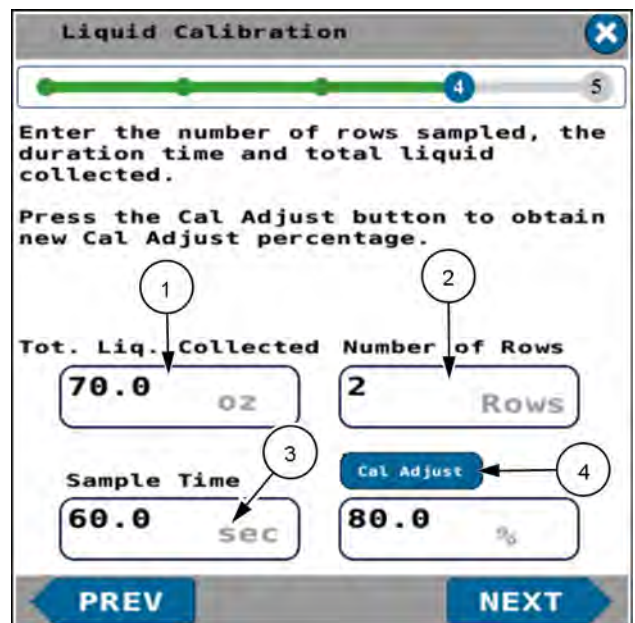 Liquid Calibration
4
5
Enter the number of rows sampled, the
duration time and total liquid
collected.
Press the Cal Adjust button to obtain
new Cal Adjust percentage.
1
2
Tot. Liq. Collected
Number of Rows
70.0 oz
2 Rows
3
4
Sample Time
Cal Adjust
60.0 sec
80.0 %
PREV
NEXT